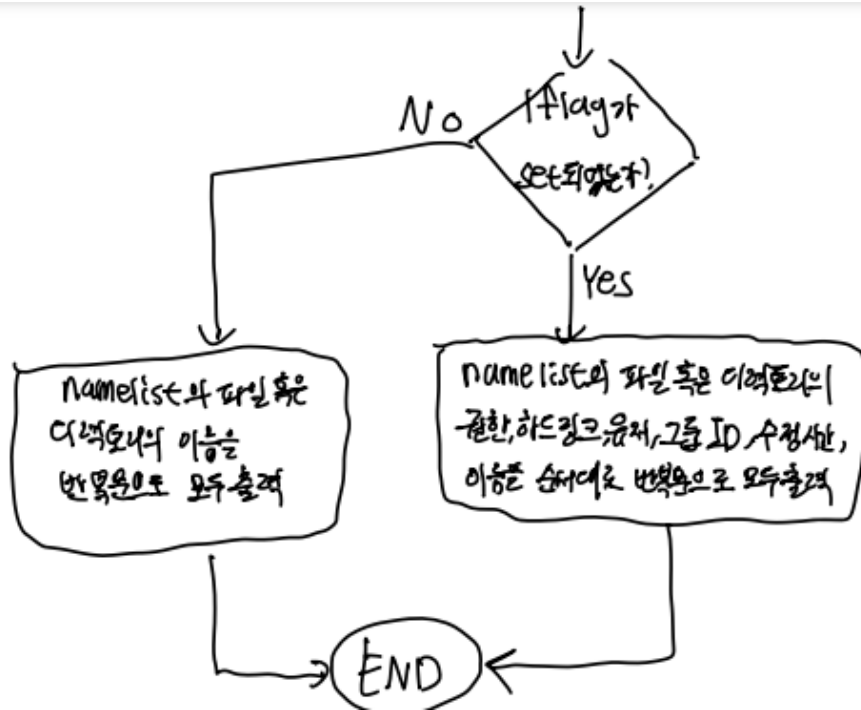 lflag가
set되었는가?
No
Yes
namelist의 파일 혹은
디렉토리의 이름을
반복문으로 모두 출력
namelist의 파일 혹은 디렉토리의
권한, 하드링크, 유저, 그룹 ID, 수정시간,
이름을 순서대로 반복문으로 모두 출력
END